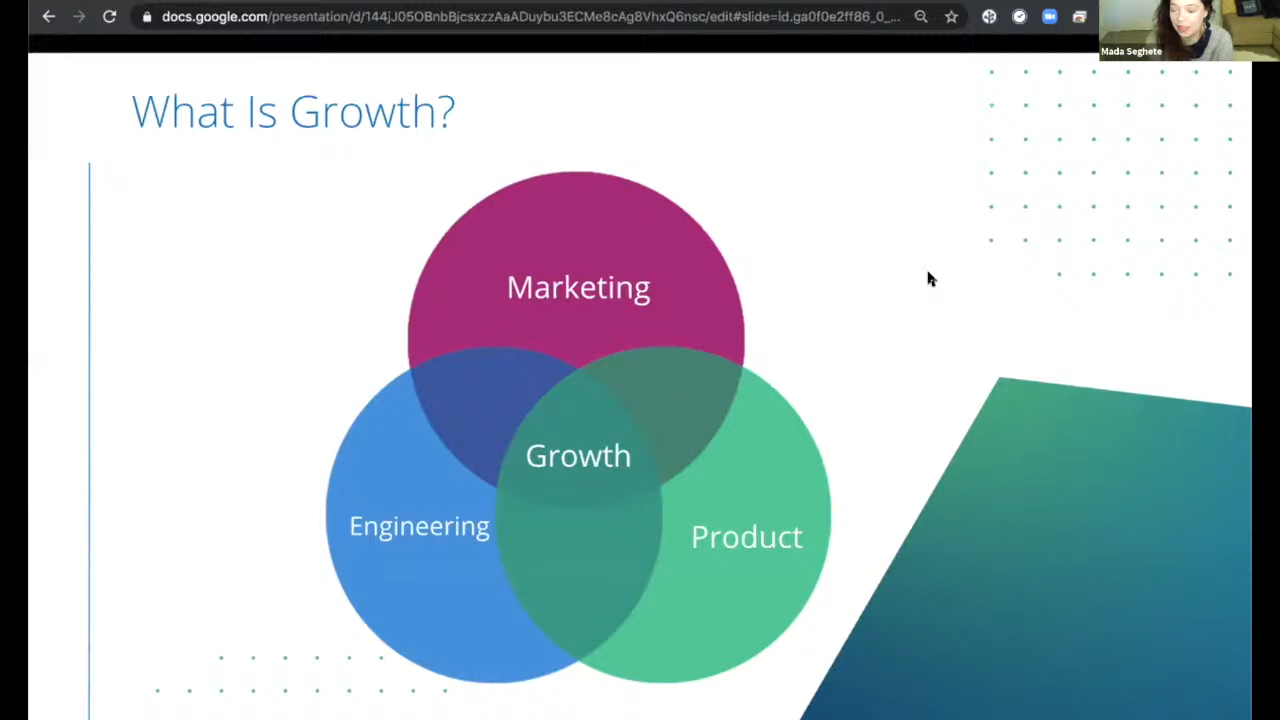 docs.google.com/presentation/d/144jJ05OBnbBjcsxzzAaADuybu3ECMe8cAg8VhxQ6nsc/edit#slide=id.ga0f0e2ff86_0_...
Mada Seghete
What Is Growth?
Marketing
Growth
Engineering
Product